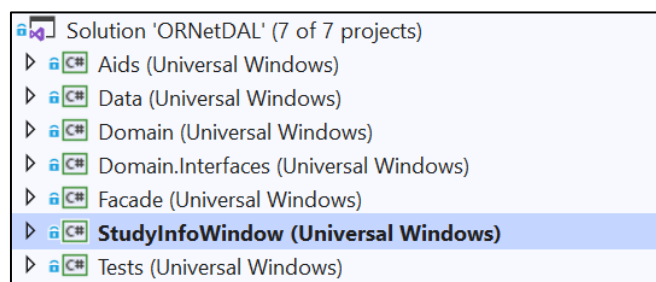 Solution 'ORNetDAL' (7 of 7 projects)
C# Aids (Universal Windows)
C# Data (Universal Windows)
C# Domain (Universal Windows)
C# Domain.Interfaces (Universal Windows)
C# Facade (Universal Windows)
C# StudyInfoWindow (Universal Windows)
C# Tests (Universal Windows)